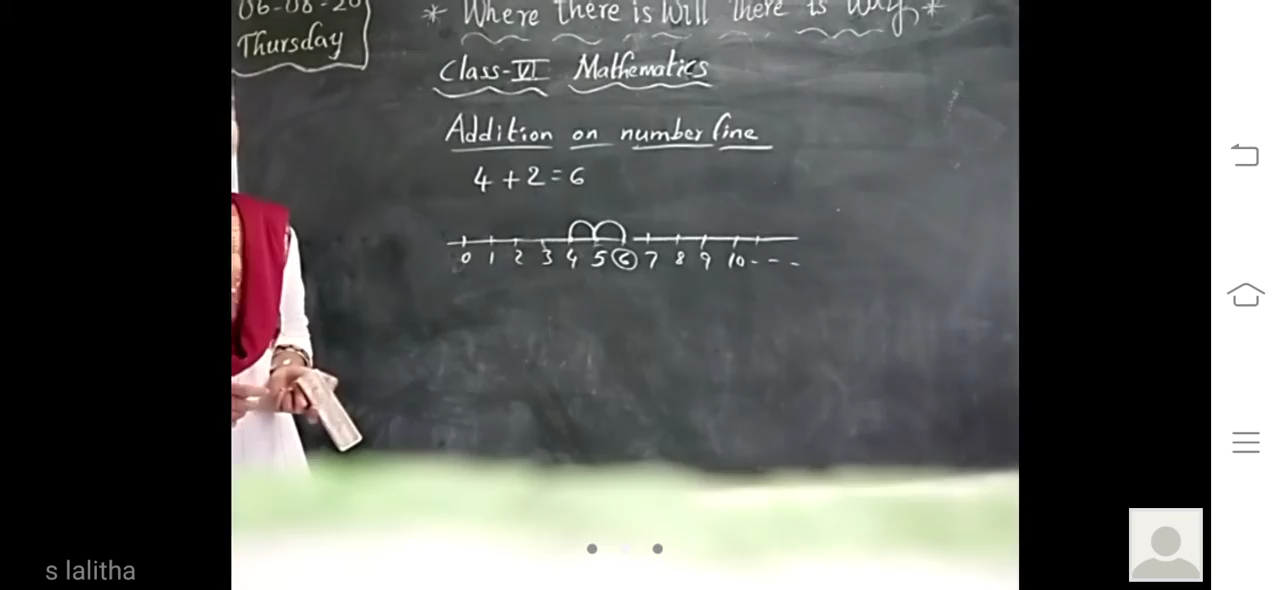 06-08-20
Thursday
* Where there is will there is way *
Class-VI Mathematics
Addition on number line
4 + 2 = 6
0 1 2 3 4 5 6 7 8 9 10 - - -
s lalitha